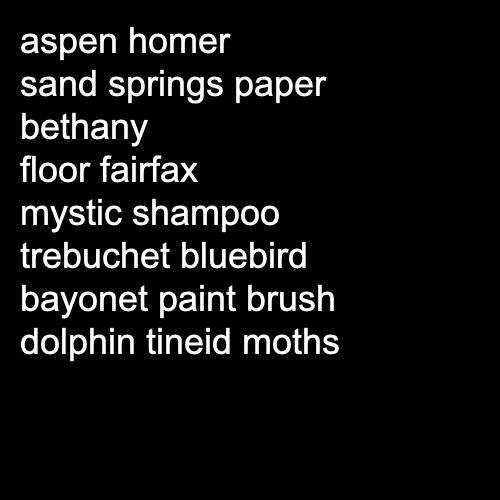 aspen homer
sand springs paper
bethany
floor fairfax
mystic shampoo
trebuchet bluebird
bayonet paint brush
dolphin tineid moths